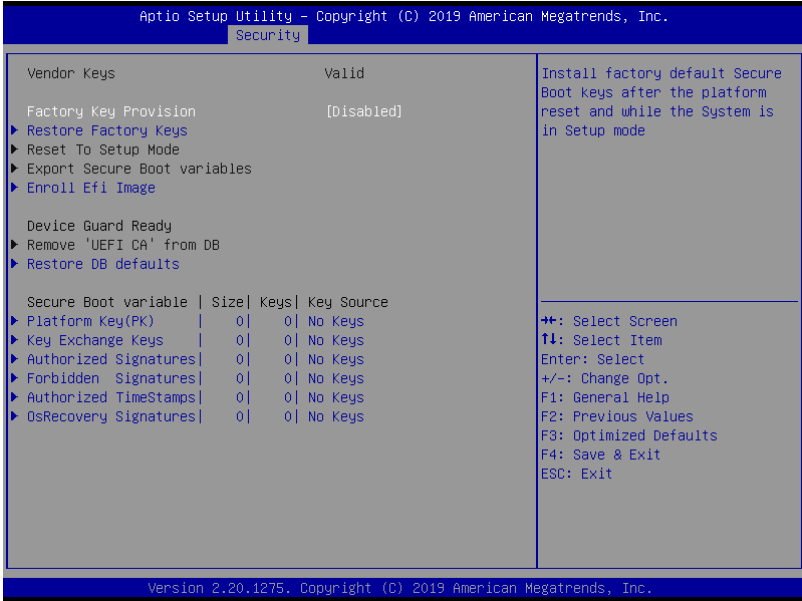 Aptio Setup Utility – Copyright (C) 2019 American Megatrends, Inc.
Security
Vendor Keys Valid
Factory Key Provision [Disabled]
▶ Restore Factory Keys
▶ Reset To Setup Mode
▶ Export Secure Boot variables
▶ Enroll Efi Image
Device Guard Ready
▶ Remove 'UEFI CA' from DB
▶ Restore DB defaults
Secure Boot variable | Size| Keys| Key Source
▶ Platform Key(PK) | 0| 0| No Keys
▶ Key Exchange Keys | 0| 0| No Keys
▶ Authorized Signatures| 0| 0| No Keys
▶ Forbidden Signatures| 0| 0| No Keys
▶ Authorized TimeStamps| 0| 0| No Keys
▶ OsRecovery Signatures| 0| 0| No Keys
Install factory default Secure
Boot keys after the platform
reset and while the System is
in Setup mode
→←: Select Screen
↑↓: Select Item
Enter: Select
+/-: Change Opt.
F1: General Help
F2: Previous Values
F3: Optimized Defaults
F4: Save & Exit
ESC: Exit
Version 2.20.1275. Copyright (C) 2019 American Megatrends, Inc.